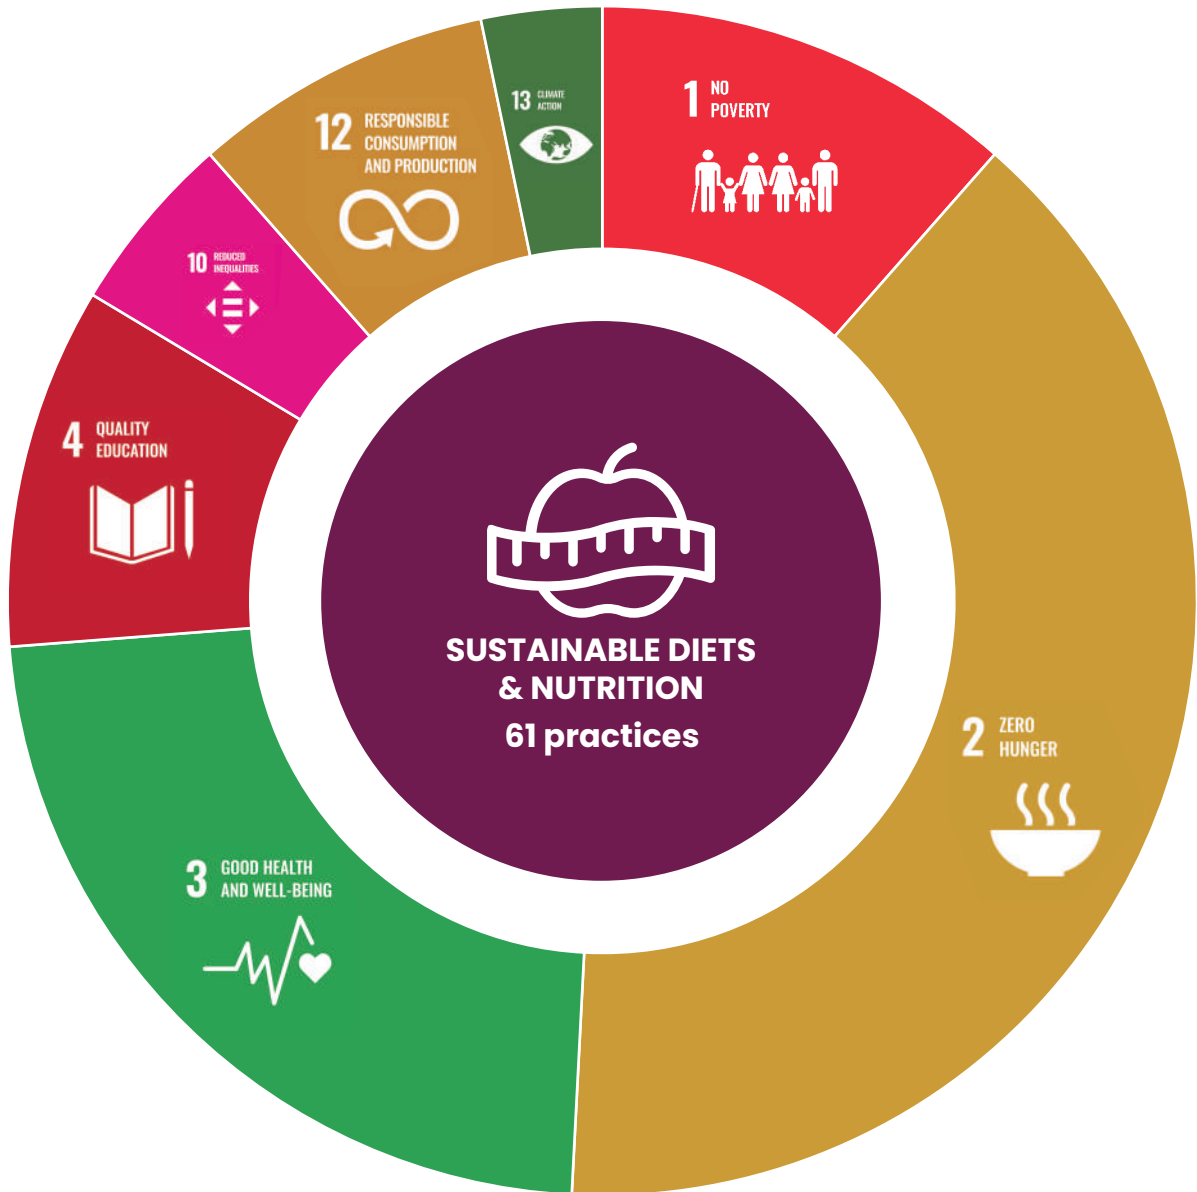 1 NO
POVERTY
2 ZERO
HUNGER
3 GOOD HEALTH
AND WELL-BEING
4 QUALITY
EDUCATION
10 REDUCED
INEQUALITIES
12 RESPONSIBLE
CONSUMPTION
AND PRODUCTION
13 CLIMATE
ACTION
SUSTAINABLE DIETS
& NUTRITION
61 practices